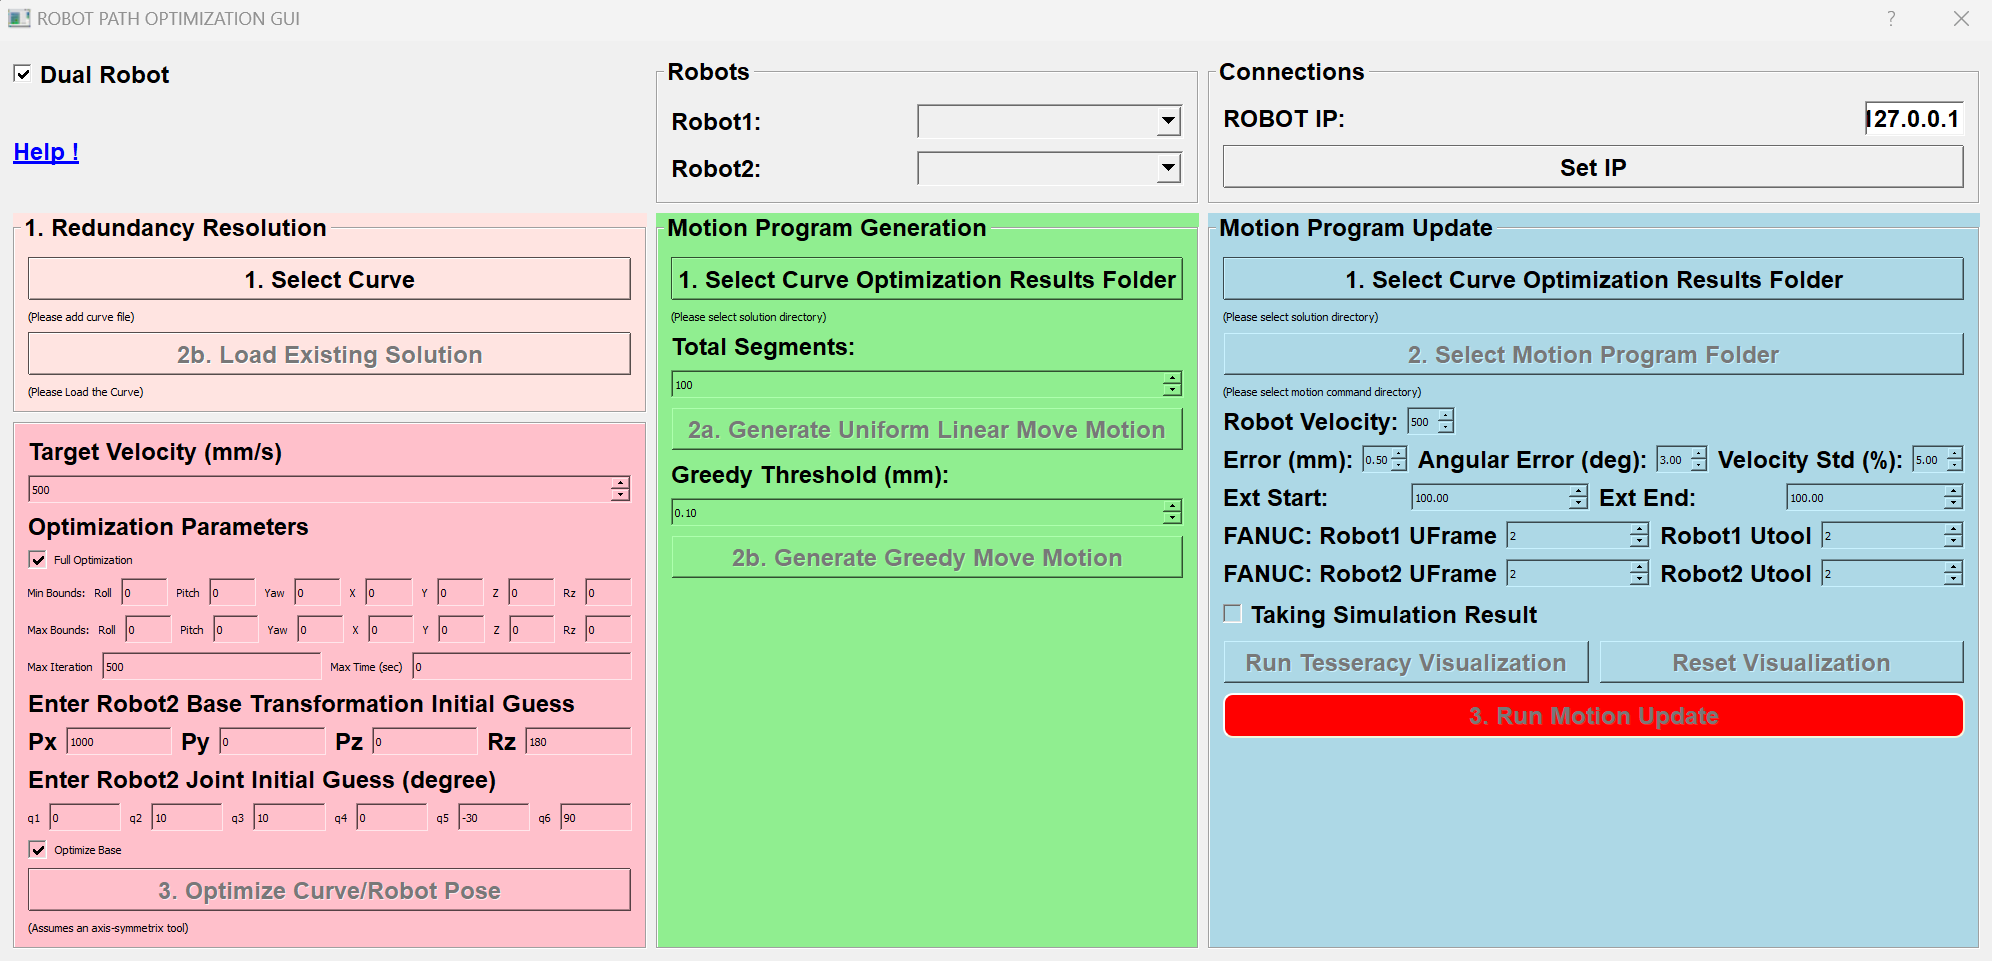 ROBOT PATH OPTIMIZATION GUI
?
Dual Robot
Help !
Robots
Robot1:
Robot2:
Connections
ROBOT IP: 127.0.0.1
Set IP
1. Redundancy Resolution
1. Select Curve
(Please add curve file)
2b. Load Existing Solution
(Please Load the Curve)
Target Velocity (mm/s)
500
Optimization Parameters
Full Optimization
Min Bounds: Roll 0 Pitch 0 Yaw 0 X 0 Y 0 Z 0 Rz 0
Max Bounds: Roll 0 Pitch 0 Yaw 0 X 0 Y 0 Z 0 Rz 0
Max Iteration 500 Max Time (sec) 0
Enter Robot2 Base Transformation Initial Guess
Px 1000 Py 0 Pz 0 Rz 180
Enter Robot2 Joint Initial Guess (degree)
q1 0 q2 10 q3 10 q4 0 q5 -30 q6 90
Optimize Base
3. Optimize Curve/Robot Pose
(Assumes an axis-symmetrix tool)
Motion Program Generation
1. Select Curve Optimization Results Folder
(Please select solution directory)
Total Segments:
100
2a. Generate Uniform Linear Move Motion
Greedy Threshold (mm):
0.10
2b. Generate Greedy Move Motion
Motion Program Update
1. Select Curve Optimization Results Folder
(Please select solution directory)
2. Select Motion Program Folder
(Please select motion command directory)
Robot Velocity: 500
Error (mm): 0.50 Angular Error (deg): 3.00 Velocity Std (%): 5.00
Ext Start: 100.00 Ext End: 100.00
FANUC: Robot1 UFrame 2 Robot1 Utool 2
FANUC: Robot2 UFrame 2 Robot2 Utool 2
Taking Simulation Result
Run Tesseracy Visualization Reset Visualization
3. Run Motion Update